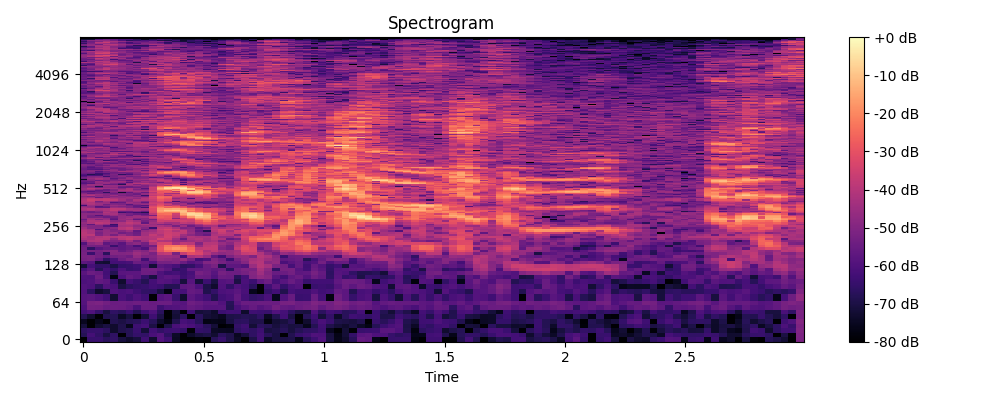 Spectrogram
Hz
4096
2048
1024
512
256
128
64
0
0
0.5
1
1.5
2
2.5
Time
+0 dB
-10 dB
-20 dB
-30 dB
-40 dB
-50 dB
-60 dB
-70 dB
-80 dB